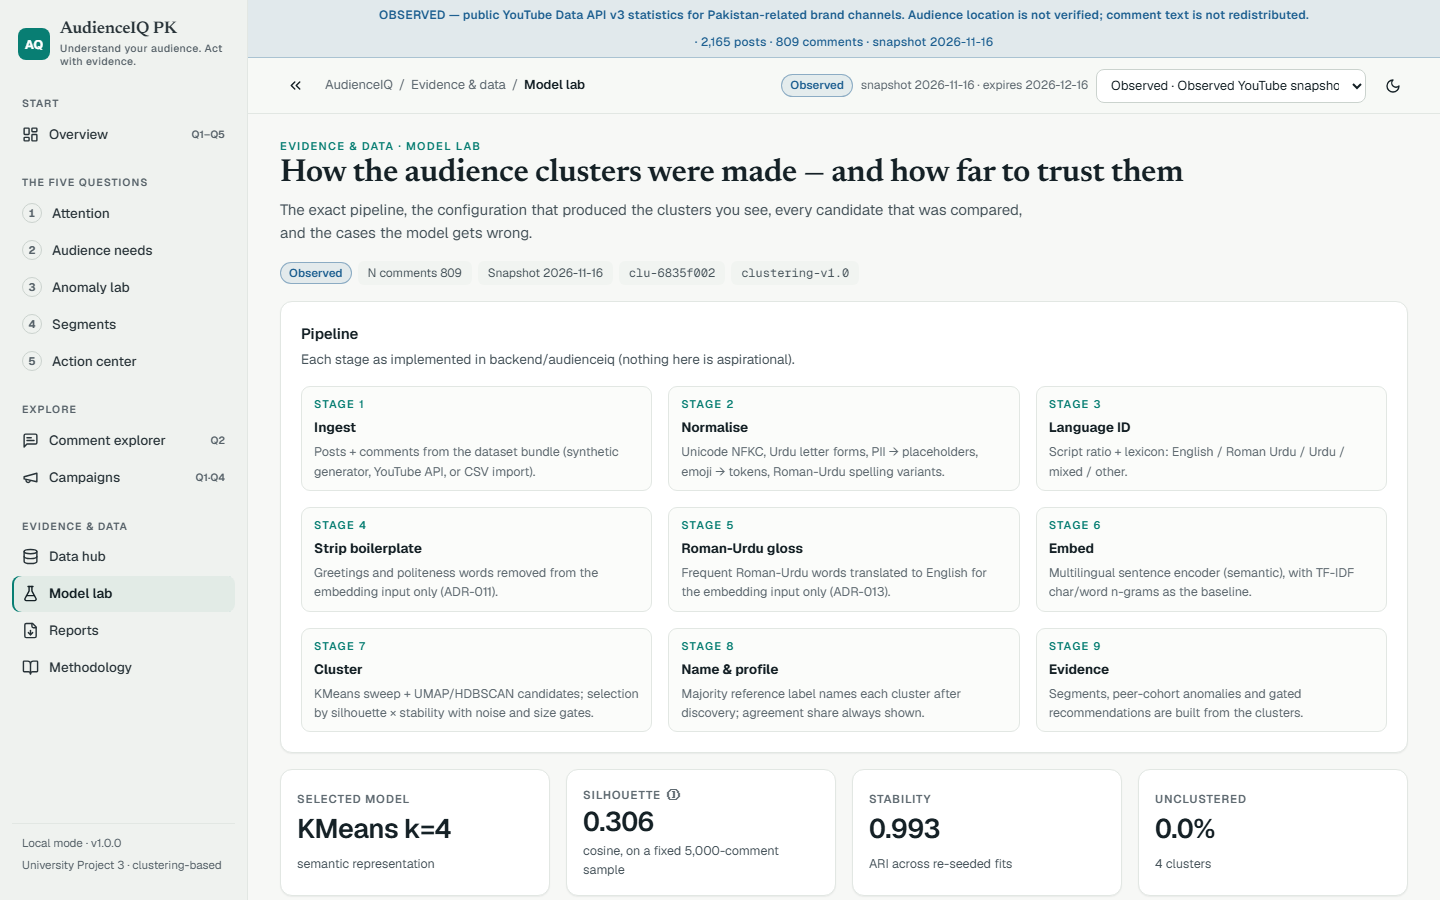 AQ
AudienceIQ PK
Understand your audience. Act
with evidence.
START
Overview Q1–Q5
THE FIVE QUESTIONS
1 Attention
2 Audience needs
3 Anomaly lab
4 Segments
5 Action center
EXPLORE
Comment explorer Q2
Campaigns Q1-Q4
EVIDENCE & DATA
Data hub
Model lab
Reports
Methodology
Local mode · v1.0.0
University Project 3 · clustering-based
OBSERVED — public YouTube Data API v3 statistics for Pakistan-related brand channels. Audience location is not verified; comment text is not redistributed.
· 2,165 posts · 809 comments · snapshot 2026-11-16
AudienceIQ / Evidence & data / Model lab
Observed snapshot 2026-11-16 · expires 2026-12-16 Observed · Observed YouTube snapsho
EVIDENCE & DATA · MODEL LAB
How the audience clusters were made — and how far to trust them
The exact pipeline, the configuration that produced the clusters you see, every candidate that was compared,
and the cases the model gets wrong.
Observed N comments 809 Snapshot 2026-11-16 clu-6835f002 clustering-v1.0
Pipeline
Each stage as implemented in backend/audienceiq (nothing here is aspirational).
STAGE 1
Ingest
Posts + comments from the dataset bundle (synthetic
generator, YouTube API, or CSV import).
STAGE 2
Normalise
Unicode NFKC, Urdu letter forms, PII → placeholders,
emoji → tokens, Roman-Urdu spelling variants.
STAGE 3
Language ID
Script ratio + lexicon: English / Roman Urdu / Urdu /
mixed / other.
STAGE 4
Strip boilerplate
Greetings and politeness words removed from the
embedding input only (ADR-011).
STAGE 5
Roman-Urdu gloss
Frequent Roman-Urdu words translated to English for
the embedding input only (ADR-013).
STAGE 6
Embed
Multilingual sentence encoder (semantic), with TF-IDF
char/word n-grams as the baseline.
STAGE 7
Cluster
KMeans sweep + UMAP/HDBSCAN candidates; selection
by silhouette × stability with noise and size gates.
STAGE 8
Name & profile
Majority reference label names each cluster after
discovery; agreement share always shown.
STAGE 9
Evidence
Segments, peer-cohort anomalies and gated
recommendations are built from the clusters.
SELECTED MODEL
KMeans k=4
semantic representation
SILHOUETTE
0.306
cosine, on a fixed 5,000-comment
sample
STABILITY
0.993
ARI across re-seeded fits
UNCLUSTERED
0.0%
4 clusters